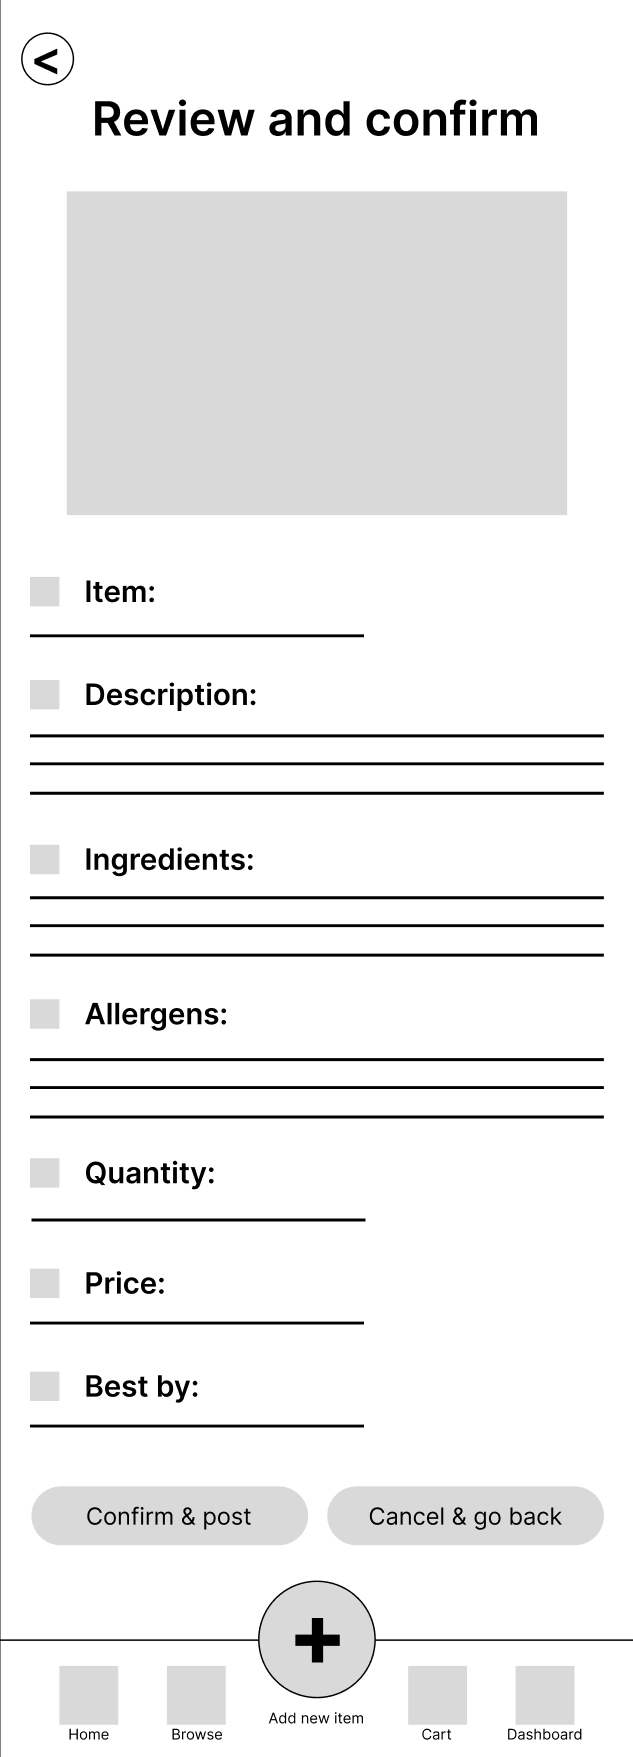 <
Review and confirm
Item:
Description:
Ingredients:
Allergens:
Quantity:
Price:
Best by:
Confirm & post
Cancel & go back
+
Add new item
Home
Browse
Cart
Dashboard